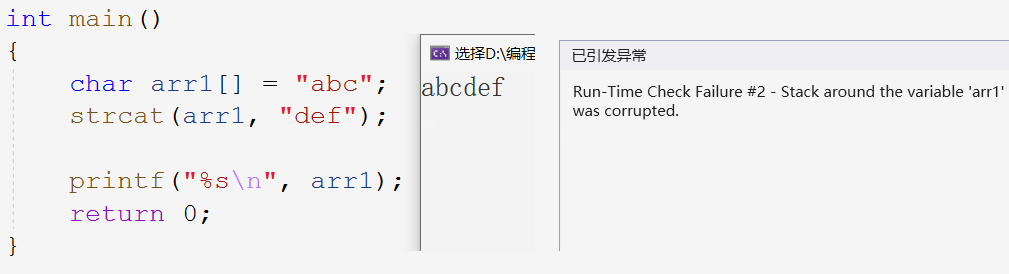 int main()
{
    char arr1[] = "abc";
    strcat(arr1, "def");
    printf("%s\n", arr1);
    return 0;
}
选择D:\编程
abcdef
已引发异常
Run-Time Check Failure #2 - Stack around the variable 'arr1'
was corrupted.